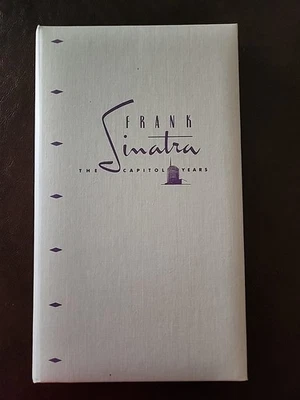 FRANK
Sinatra
THE CAPITOL YEARS